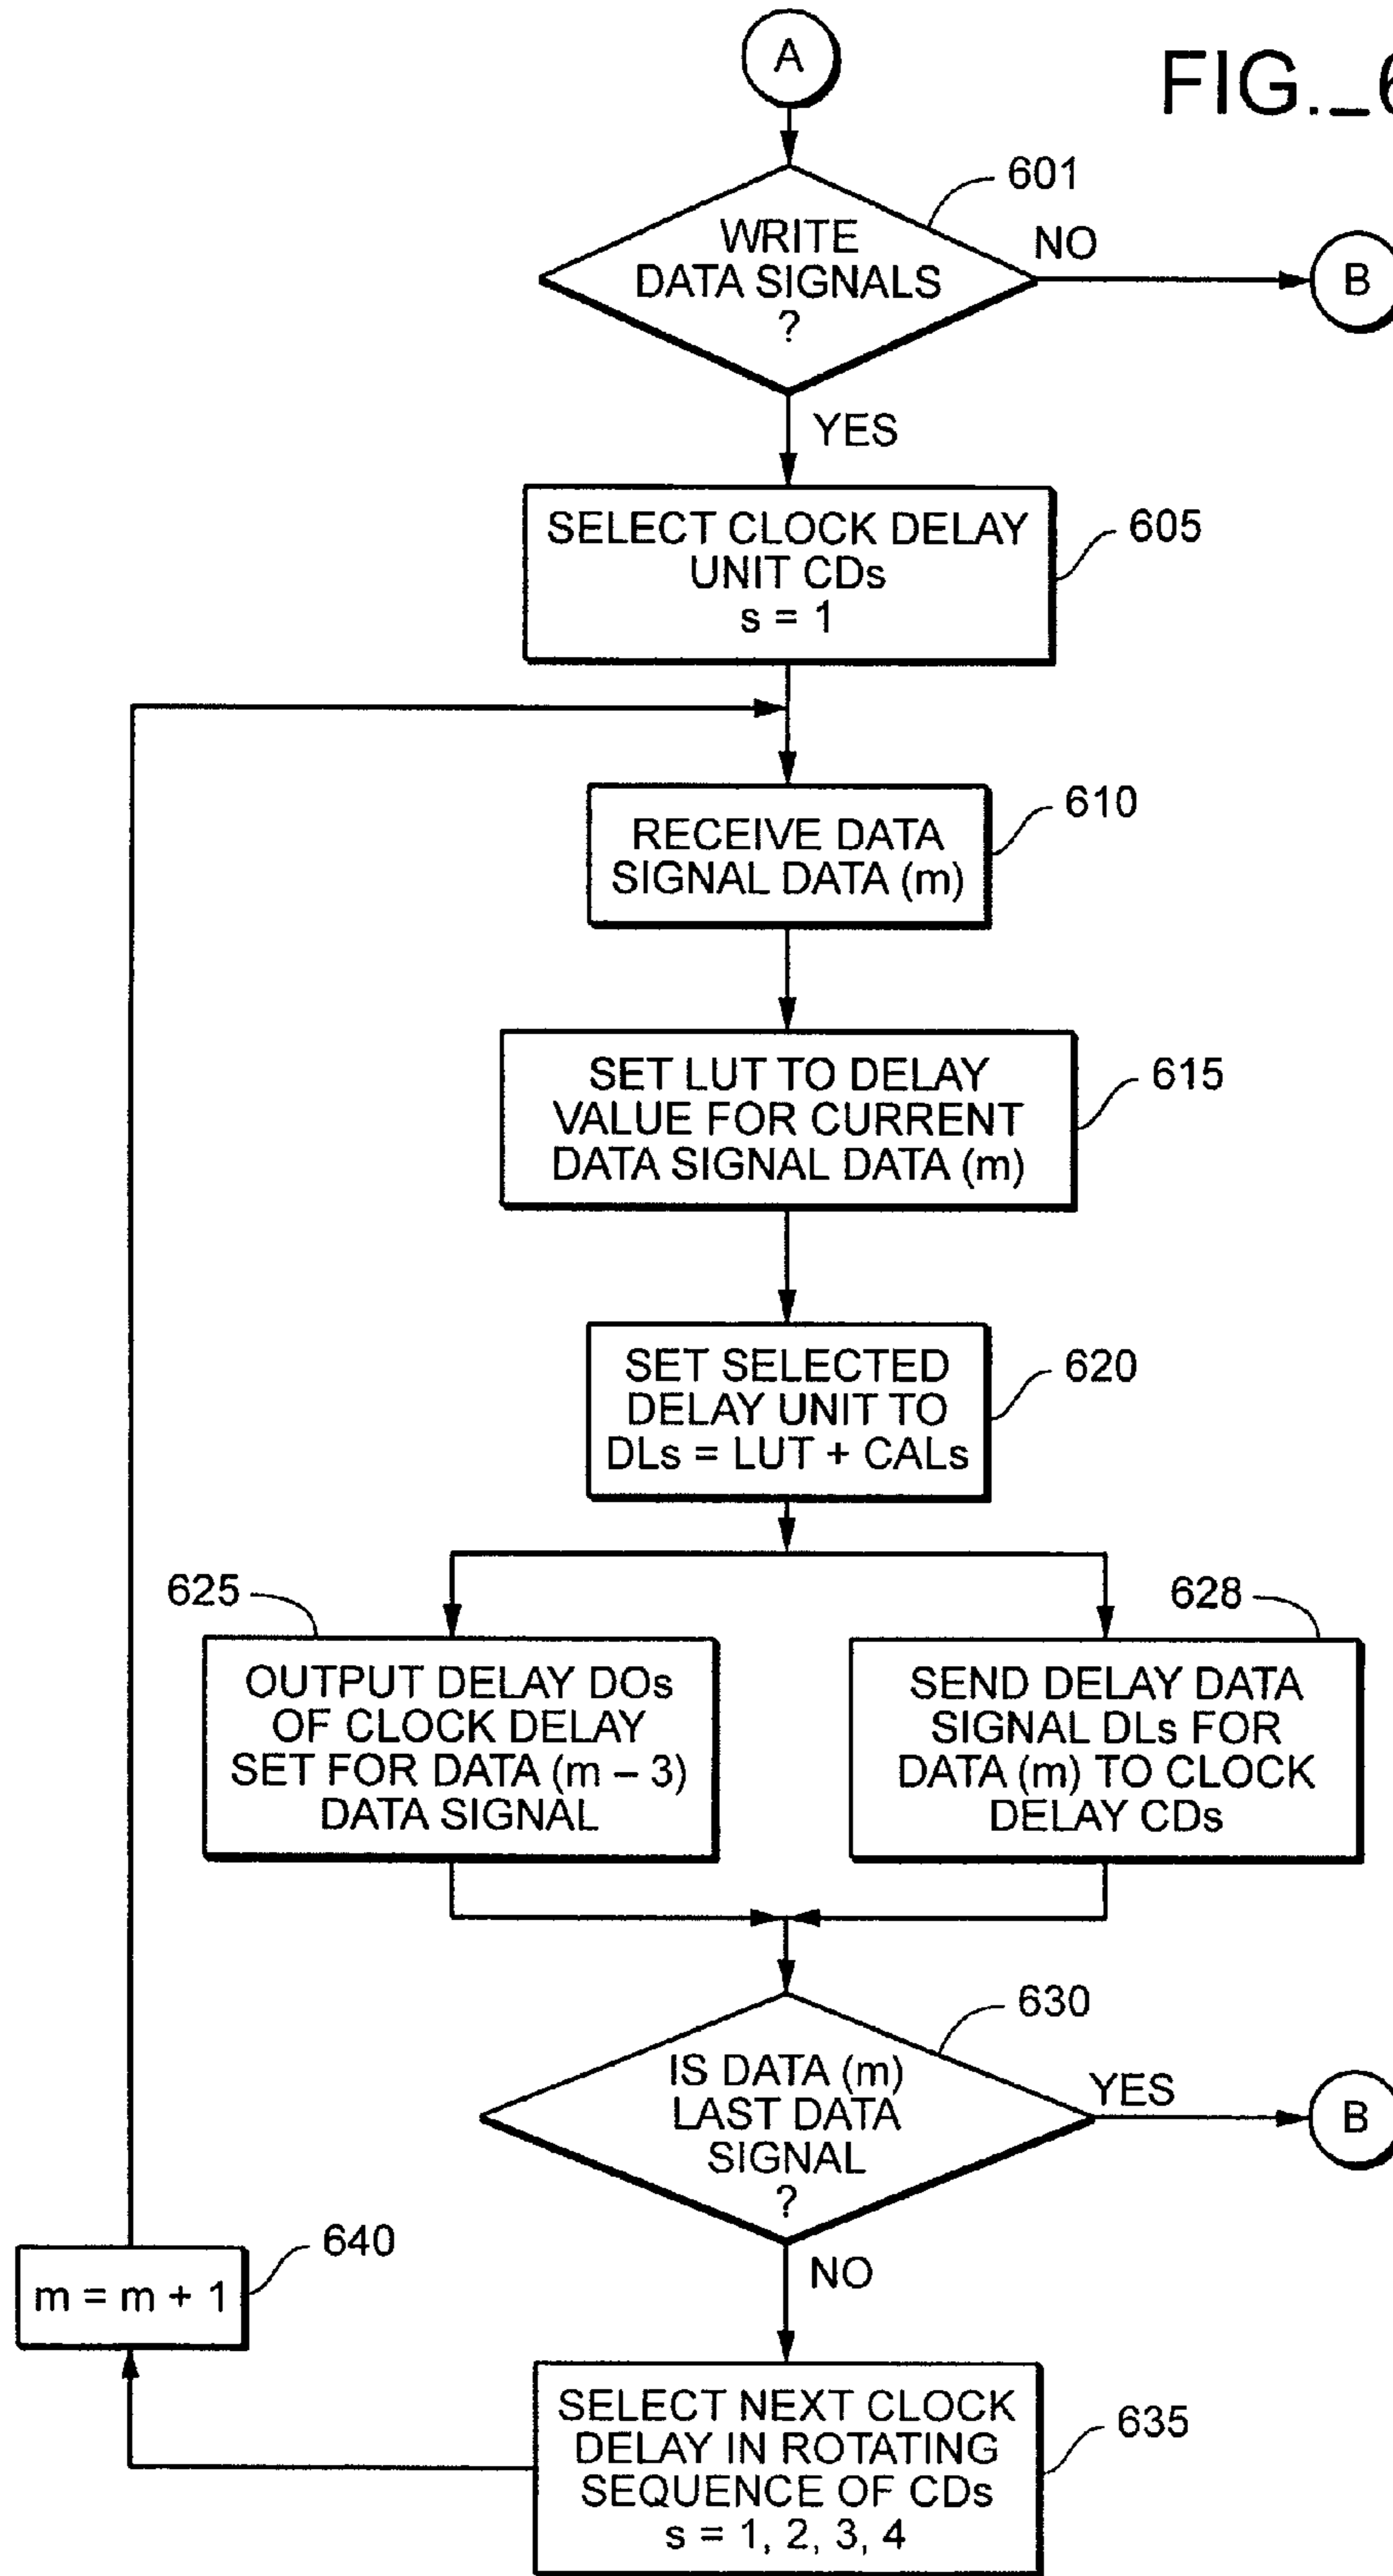 A
FIG._6
601
WRITE
DATA SIGNALS
?
NO
B
YES
SELECT CLOCK DELAY
UNIT CDs
s = 1
605
RECEIVE DATA
SIGNAL DATA (m)
610
SET LUT TO DELAY
VALUE FOR CURRENT
DATA SIGNAL DATA (m)
615
SET SELECTED
DELAY UNIT TO
DLs = LUT + CALs
620
625
OUTPUT DELAY DOs
OF CLOCK DELAY
SET FOR DATA (m – 3)
DATA SIGNAL
628
SEND DELAY DATA
SIGNAL DLs FOR
DATA (m) TO CLOCK
DELAY CDs
630
IS DATA (m)
LAST DATA
SIGNAL
?
YES
B
NO
640
m = m + 1
SELECT NEXT CLOCK
DELAY IN ROTATING
SEQUENCE OF CDs
s = 1, 2, 3, 4
635